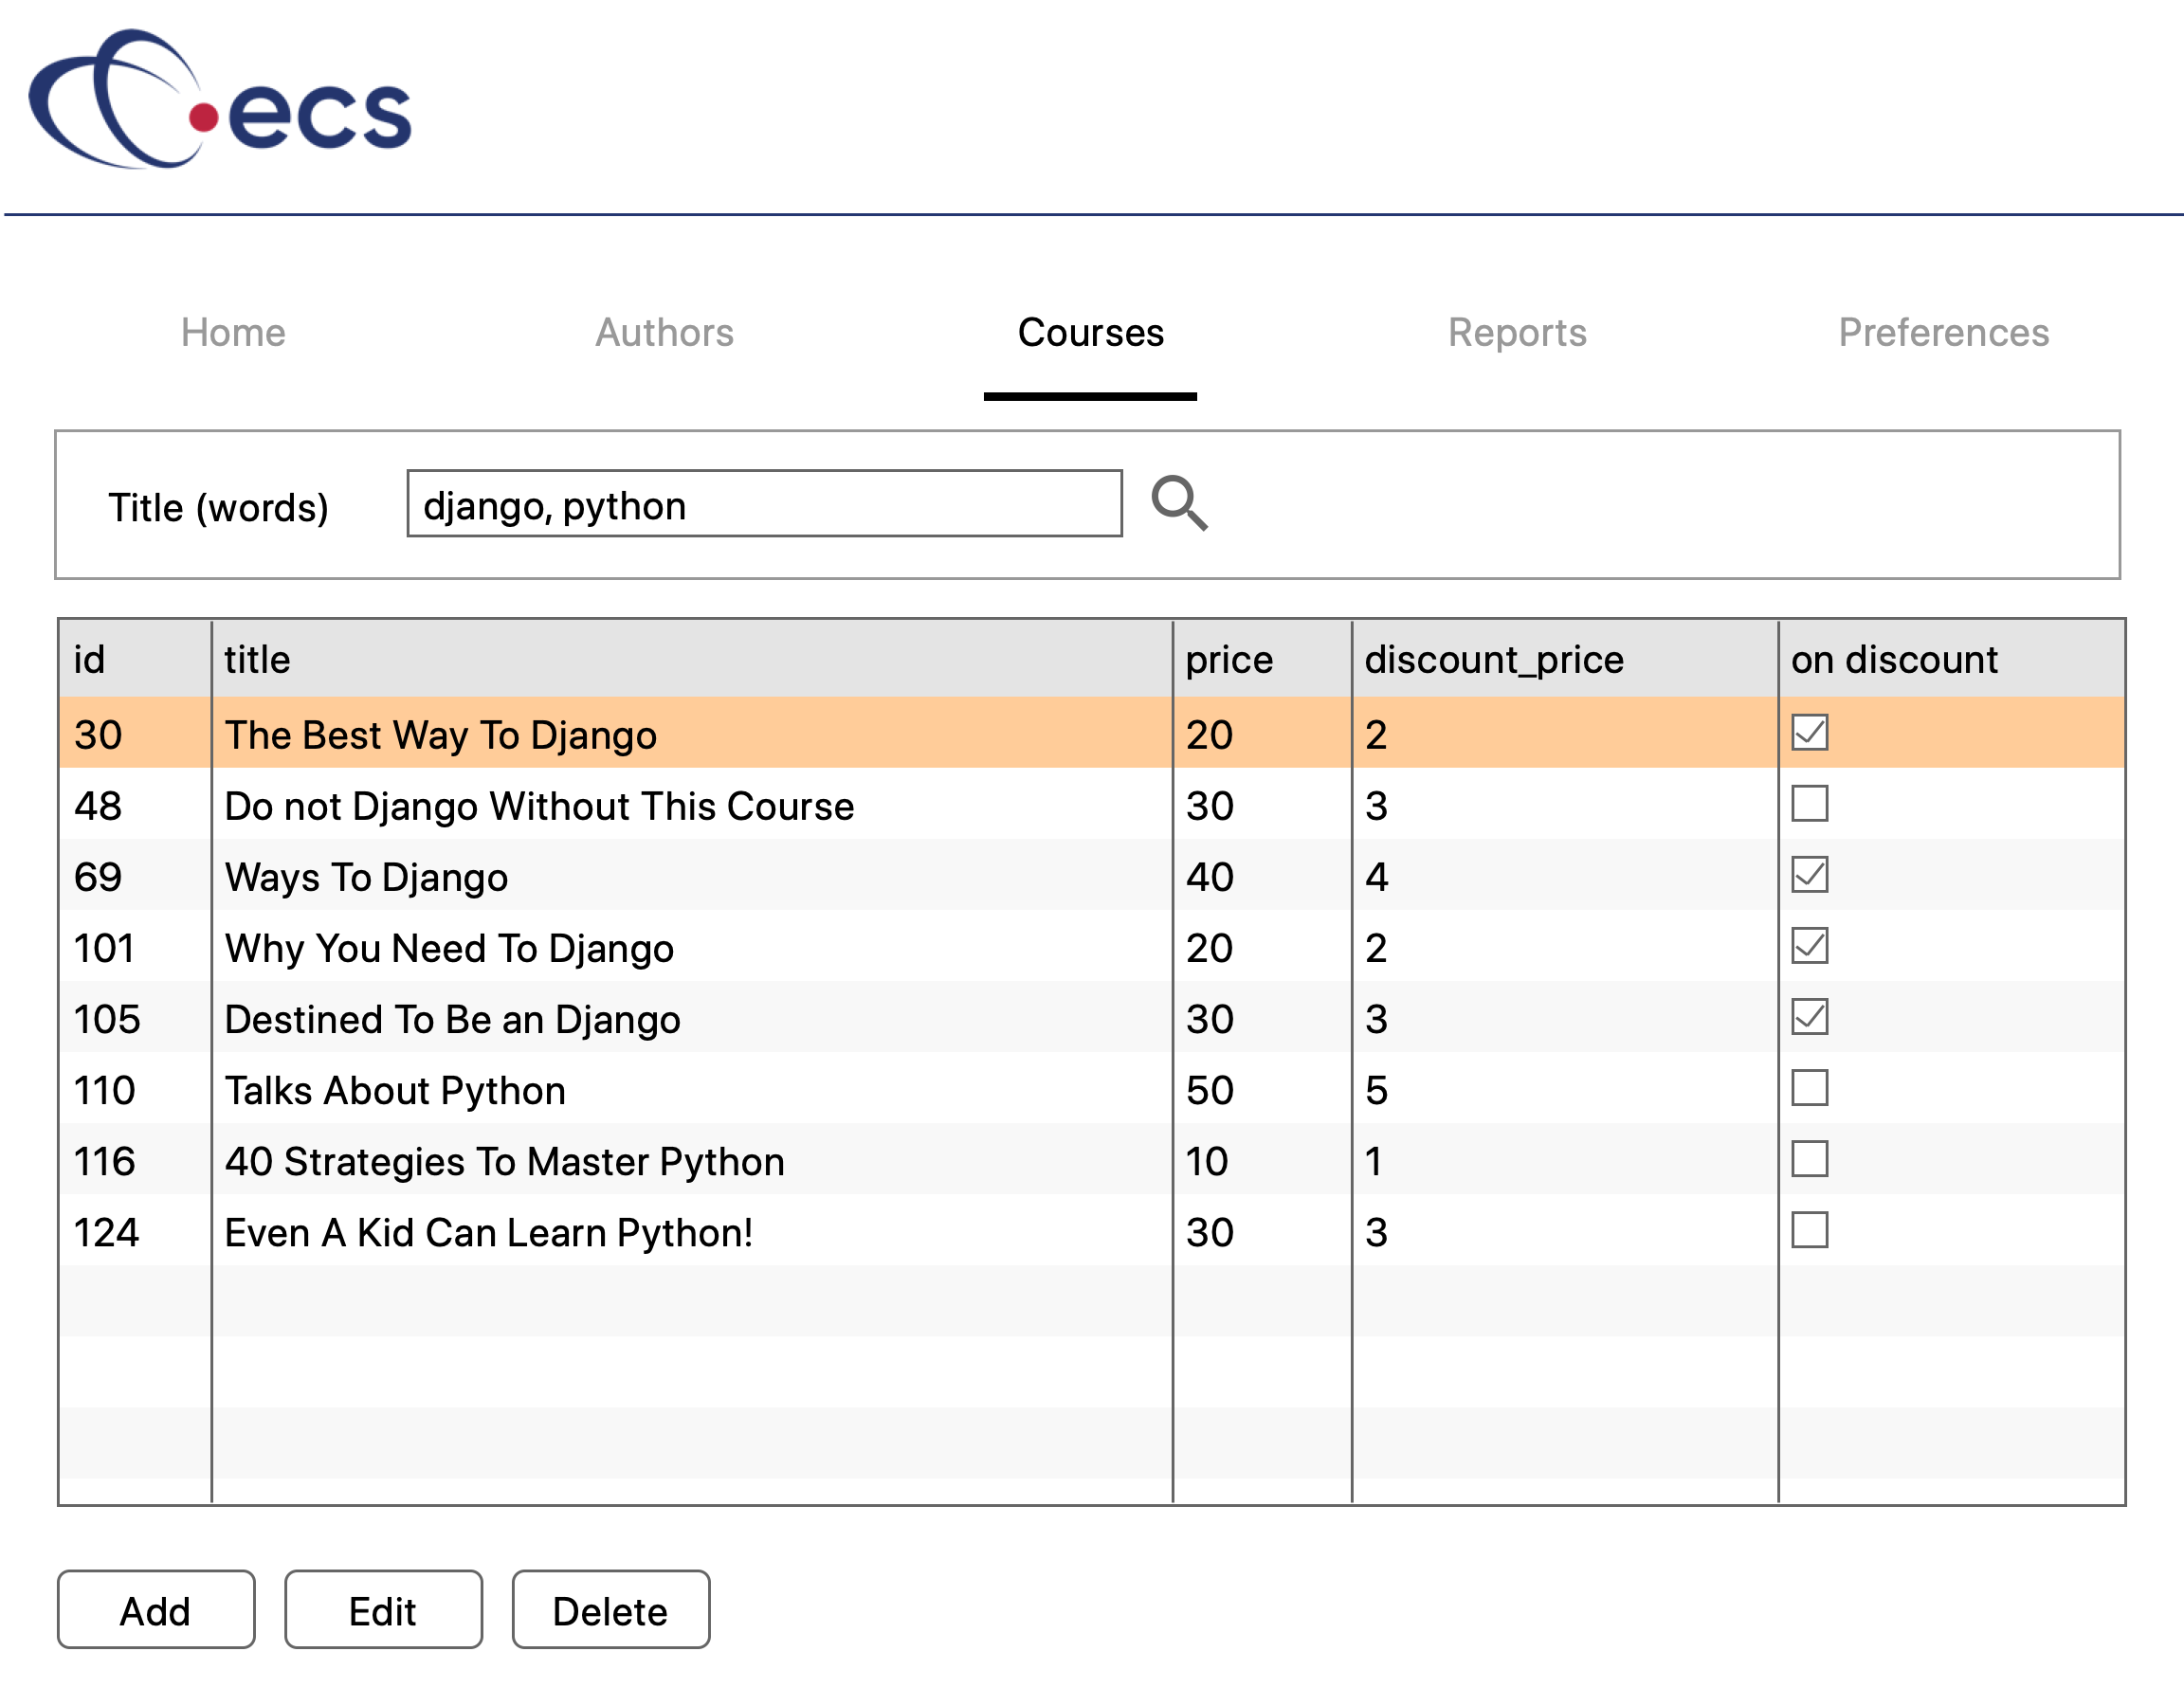 ecs
Home Authors Courses Reports Preferences
Title (words) django, python
id title price discount_price on discount
30 The Best Way To Django 20 2
48 Do not Django Without This Course 30 3
69 Ways To Django 40 4
101 Why You Need To Django 20 2
105 Destined To Be an Django 30 3
110 Talks About Python 50 5
116 40 Strategies To Master Python 10 1
124 Even A Kid Can Learn Python! 30 3
Add Edit Delete